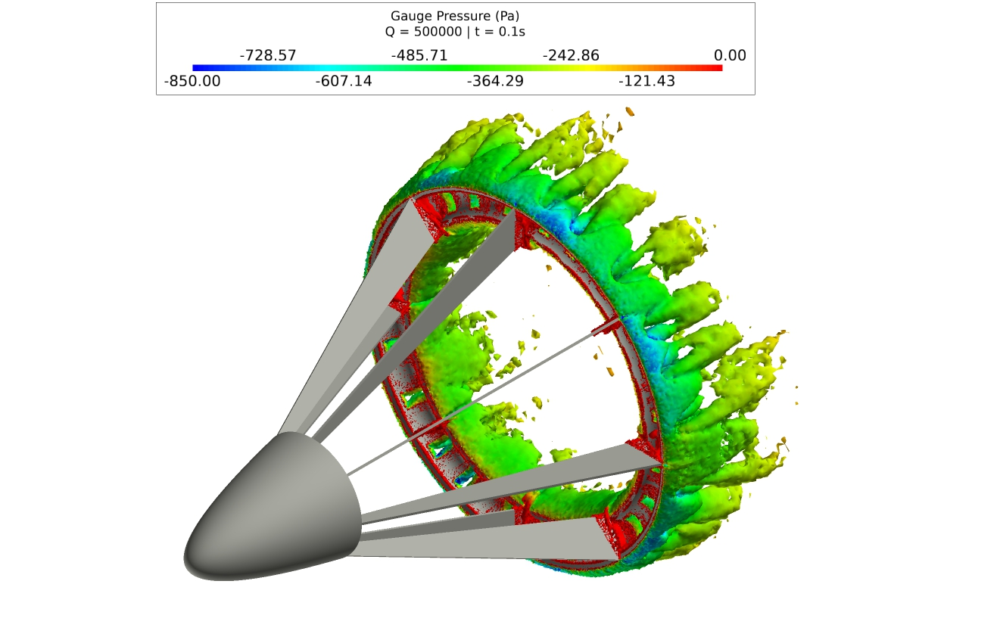 Gauge Pressure (Pa)
Q = 500000 | t = 0.1s
-728.57 -485.71 -242.86 0.00
-850.00 -607.14 -364.29 -121.43